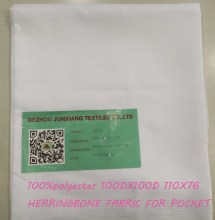 DEZHOU JUNXIANG TEXTILES CO.,LTD
100%polyester 100DX100D 110X76
HERRINGBONE FABRIC FOR POCKET